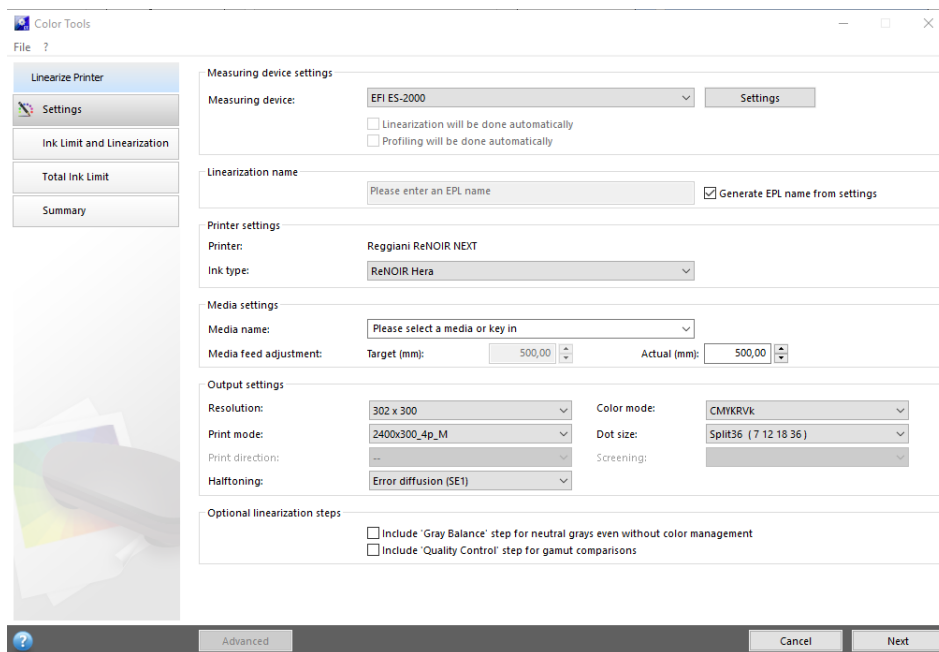 Color Tools
File ?
Linearize Printer
Settings
Ink Limit and Linearization
Total Ink Limit
Summary
Measuring device settings
Measuring device: EFI ES-2000 Settings
Linearization will be done automatically
Profiling will be done automatically
Linearization name
Please enter an EPL name Generate EPL name from settings
Printer settings
Printer: Reggiani ReNOIR NEXT
Ink type: ReNOIR Hera
Media settings
Media name: Please select a media or key in
Media feed adjustment: Target (mm): 500,00 Actual (mm): 500,00
Output settings
Resolution: 302 x 300 Color mode: CMYKRVk
Print mode: 2400x300_4p_M Dot size: Split36 ( 7 12 18 36 )
Print direction: -- Screening:
Halftoning: Error diffusion (SE1)
Optional linearization steps
Include 'Gray Balance' step for neutral grays even without color management
Include 'Quality Control' step for gamut comparisons
? Advanced Cancel Next